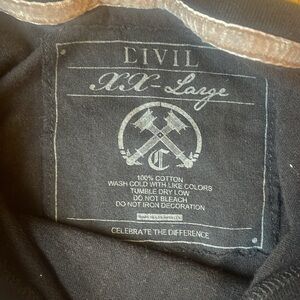 CIVIL
XX-Large
C
100% COTTON
WASH COLD WITH LIKE COLORS
TUMBLE DRY LOW
DO NOT BLEACH
DO NOT IRON DECORATION
CELEBRATE THE DIFFERENCE